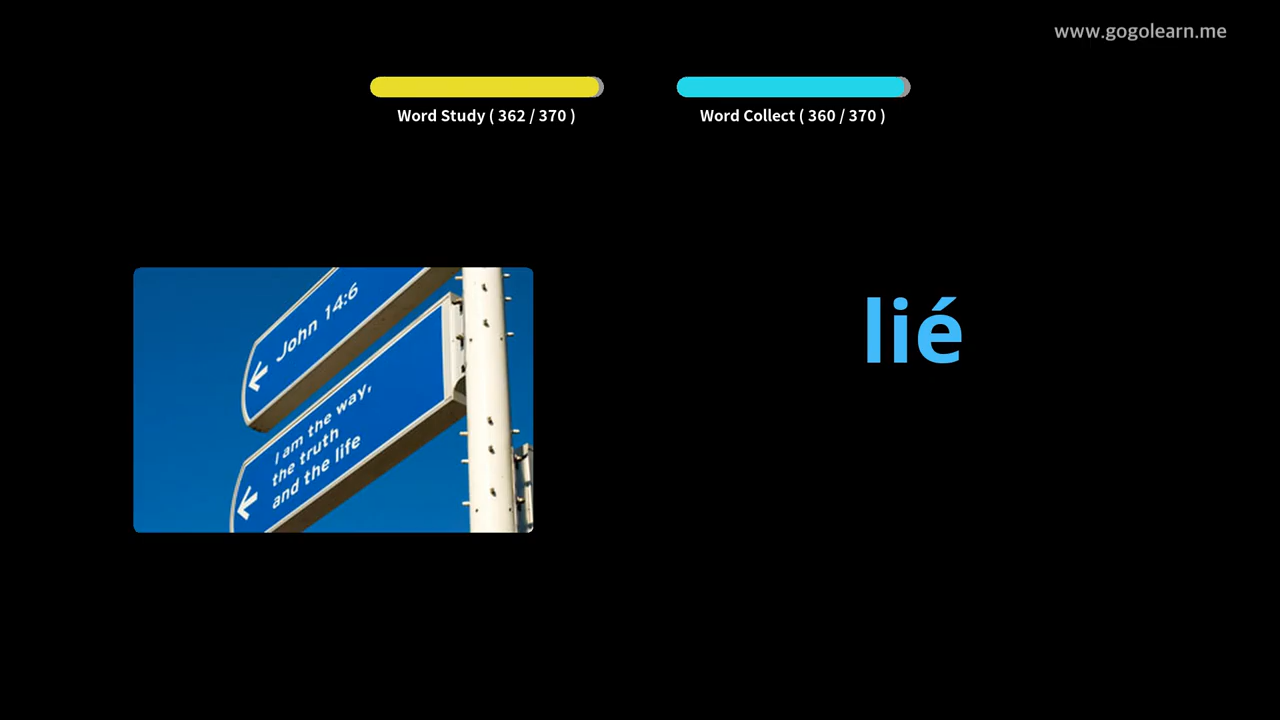 www.gogolearn.me
Word Study ( 362 / 370 )
Word Collect ( 360 / 370 )
John 14:6
I am the way,
the truth
and the life
lié